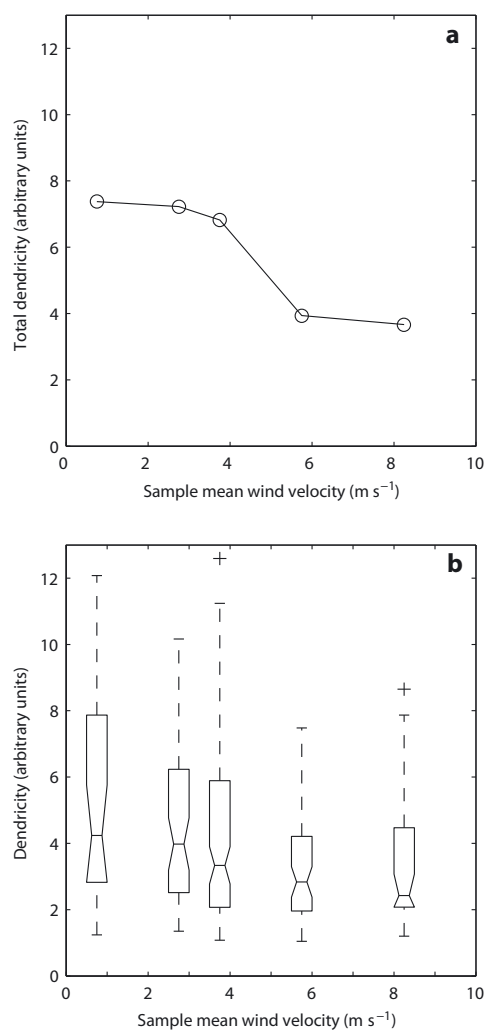 a
12
10
8
6
4
2
0
Total dendricity (arbitrary units)
0 2 4 6 8 10
Sample mean wind velocity (m s⁻¹)
b
12
10
8
6
4
2
0
Dendricity (arbitrary units)
0 2 4 6 8 10
Sample mean wind velocity (m s⁻¹)